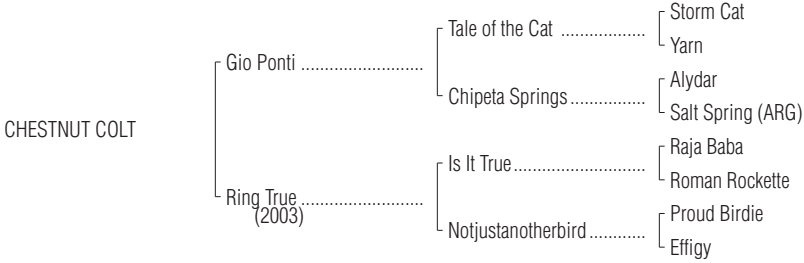 Storm Cat
Tale of the Cat ...................
Yarn
Gio Ponti ...........................
Alydar
Chipeta Springs.................
Salt Spring (ARG)
CHESTNUT COLT
Raja Baba
Is It True.............................
Roman Rockette
Ring True ...........................
(2003)
Proud Birdie
Notjustanotherbird.............
Effigy